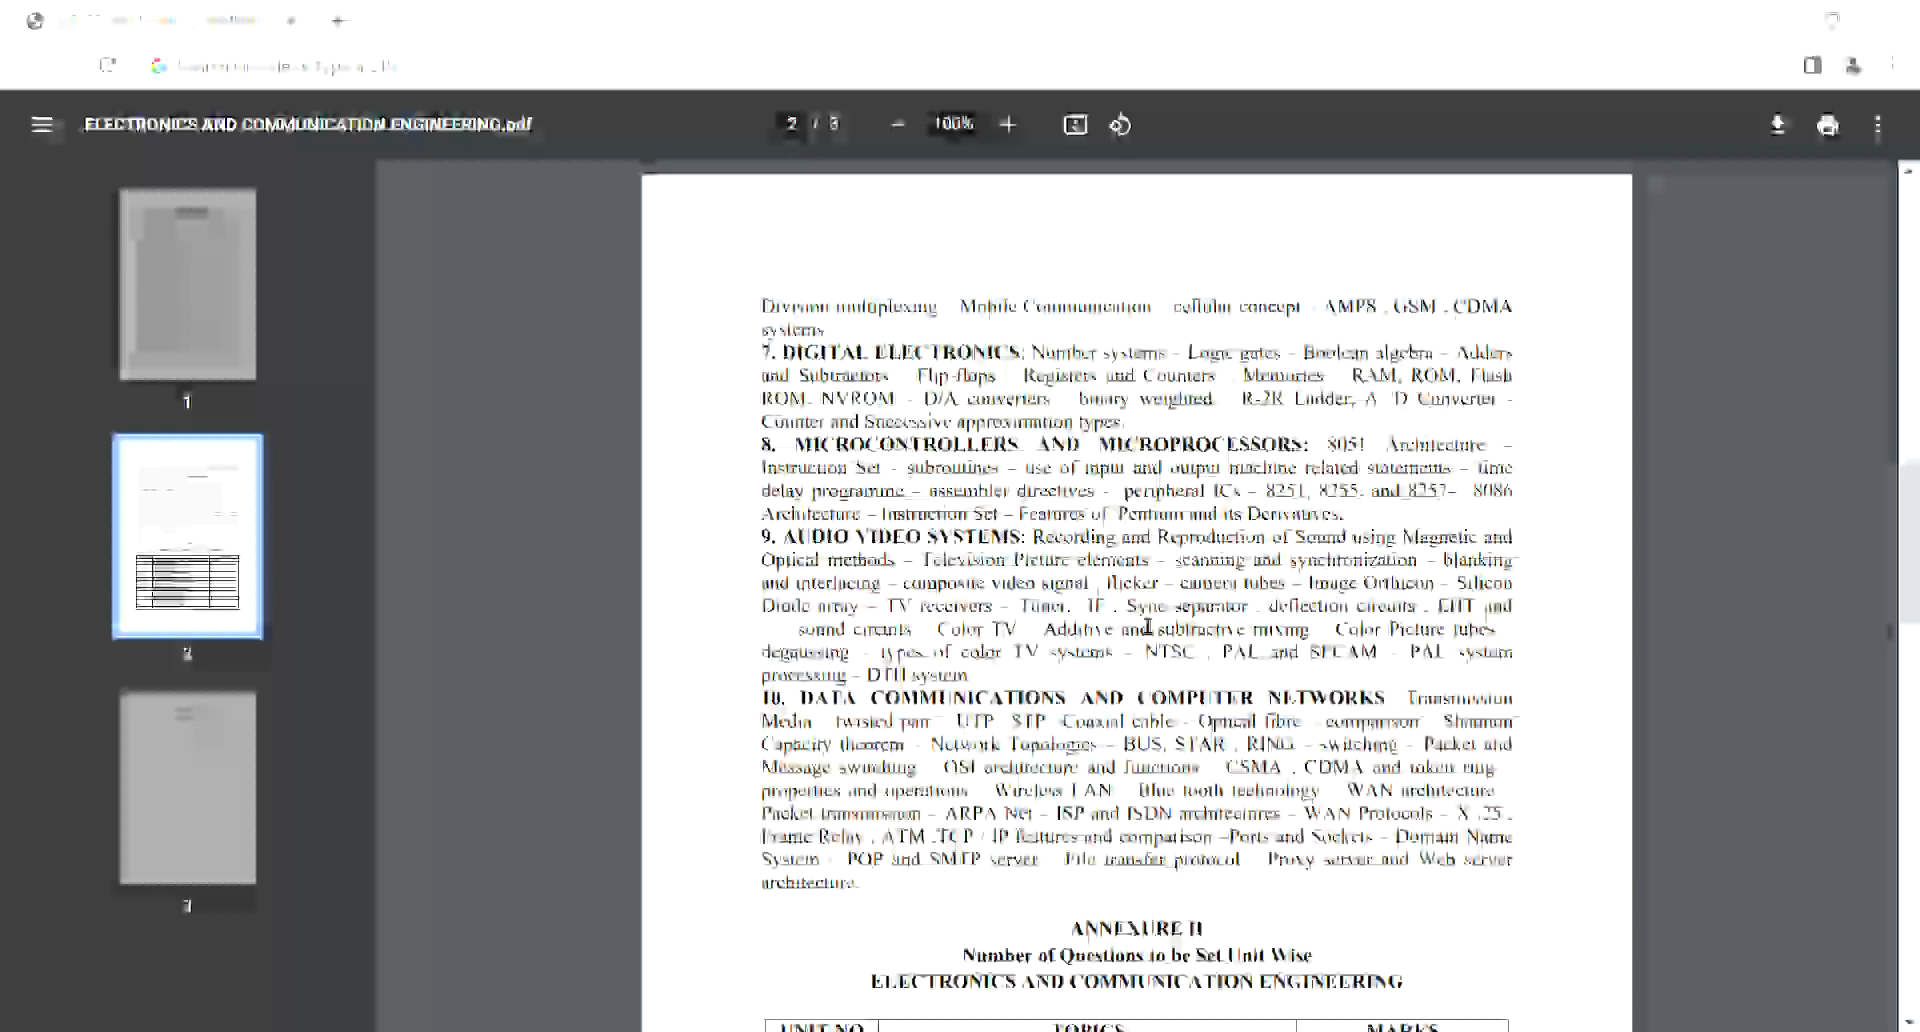 ELECTRONICS AND COMMUNICATION ENGINEERING.pdf
2 / 3
100%
1
2
3
Division multiplexing Mobile Communication cellular concept - AMPS , GSM , CDMA
systems
7. DIGITAL ELECTRONICS: Number systems – Logic gates – Boolean algebra – Adders
and Subtractors Flip-flops Registers and Counters Memories RAM, ROM, Flash
ROM, NVROM - D/A converters binary weighted R-2R Ladder, A D Converter -
Counter and Successive approximation types.
8. MICROCONTROLLERS AND MICROPROCESSORS: 8051 Architecture –
Instruction Set - subroutines – use of input and output machine related statements – time
delay programme – assembler directives - peripheral ICs – 8251, 8255, and 8257– 8086
Architecture – Instruction Set – Features of Pentium and its Derivatives.
9. AUDIO VIDEO SYSTEMS: Recording and Reproduction of Sound using Magnetic and
Optical methods – Television Picture elements – scanning and synchronization – blanking
and interlacing – composite video signal , flicker – camera tubes – Image Orthicon – Silicon
Diode array – TV receivers – Tuner, IF , Sync separator , deflection circuits , EHT and
sound circuits Color TV Additive and subtractive mixing Color Picture tubes
degaussing - types of color TV systems – NTSC , PAL and SECAM - PAL system
processing – DTH system
10. DATA COMMUNICATIONS AND COMPUTER NETWORKS Transmission
Media twisted pair UTP STP Coaxial cable - Optical fibre comparison Shannon
Capacity theorem - Network Topologies – BUS, STAR , RING – switching – Packet and
Message switching OSI architecture and functions CSMA , CDMA and token ring
properties and operations Wireless LAN Blue tooth technology WAN architecture
Packet transmission – ARPA Net – ISP and ISDN architectures – WAN Protocols – X .25 ,
Frame Relay , ATM .TCP / IP features and comparison –Ports and Sockets – Domain Name
System POP and SMTP server File transfer protocol Proxy server and Web server
architecture.
ANNEXURE II
Number of Questions to be Set Unit Wise
ELECTRONICS AND COMMUNICATION ENGINEERING
UNIT NO TOPICS MARKS